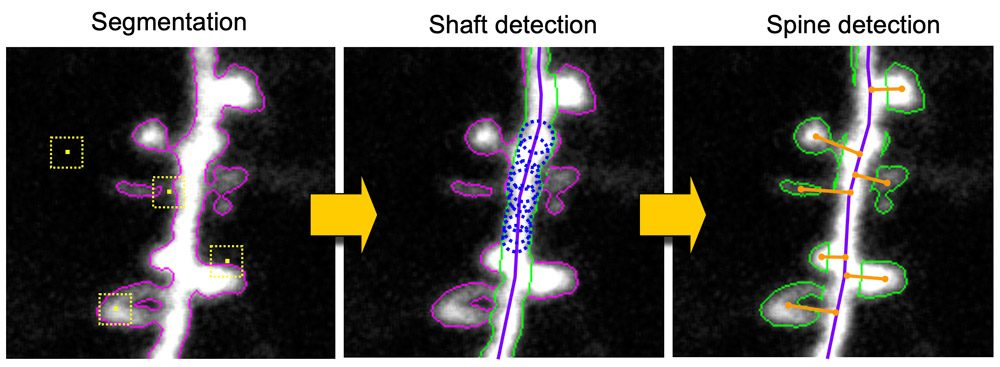 Segmentation
Shaft detection
Spine detection